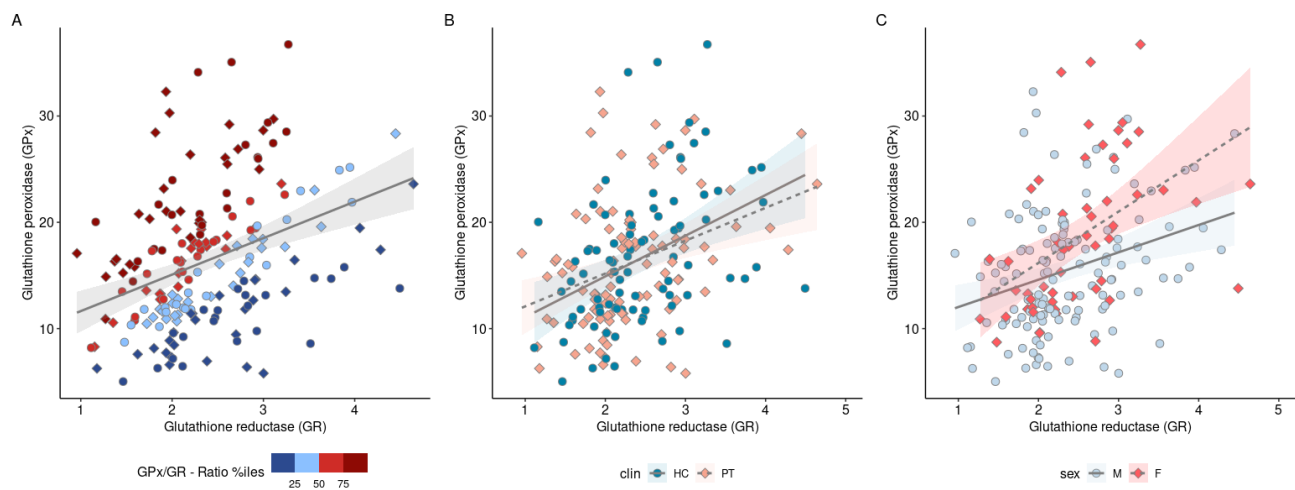 A
B
C
Glutathione peroxidase (GPx)
30
20
10
1
2
3
4
Glutathione reductase (GR)
Glutathione peroxidase (GPx)
30
20
10
1
2
3
4
5
Glutathione reductase (GR)
Glutathione peroxidase (GPx)
30
20
10
1
2
3
4
5
Glutathione reductase (GR)
GPx/GR - Ratio %iles
25 50 75
clin HC PT
sex M F